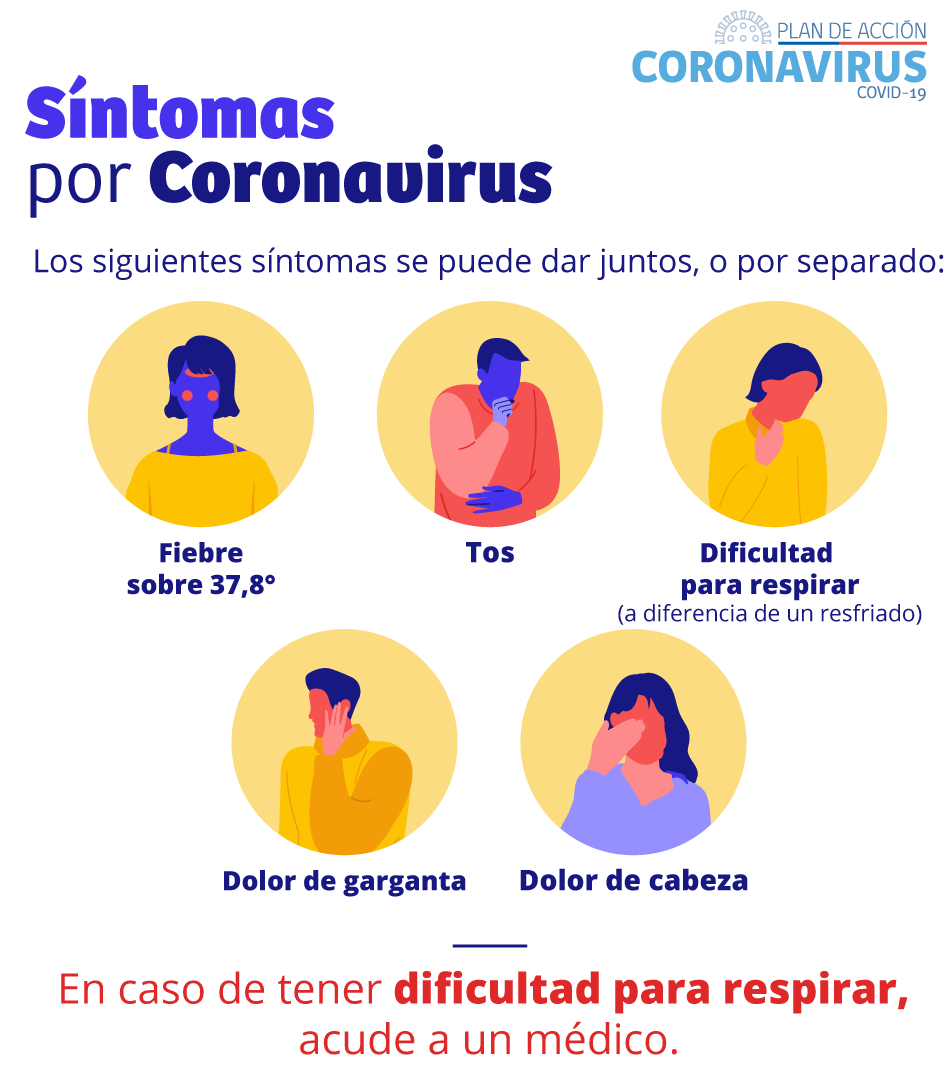 PLAN DE ACCIÓN
CORONAVIRUS
COVID-19
Síntomas
por Coronavirus
Los siguientes síntomas se puede dar juntos, o por separado:
Fiebre
sobre 37,8°
Tos
Dificultad
para respirar
(a diferencia de un resfriado)
Dolor de garganta
Dolor de cabeza
En caso de tener dificultad para respirar,
acude a un médico.